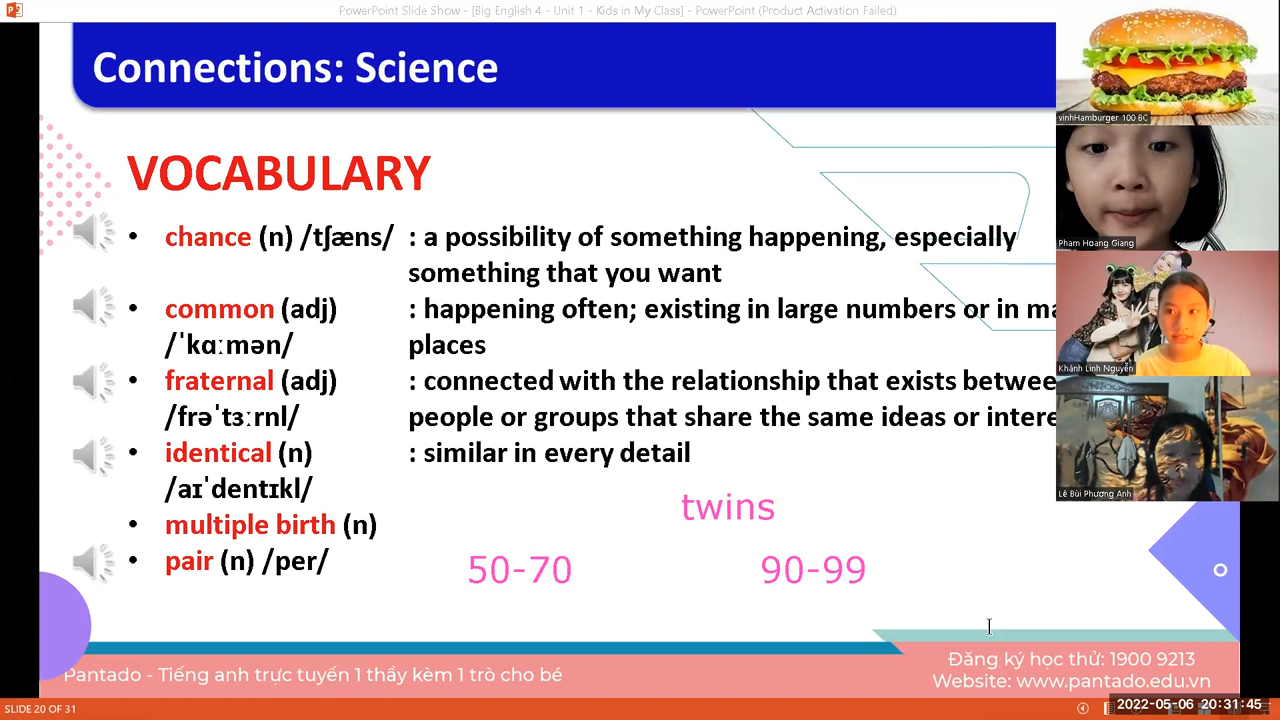 PowerPoint Slide Show - [Big English 4 - Unit 1 - Kids in My Class] - PowerPoint (Product Activation Failed)
Connections: Science
VOCABULARY
• chance (n) /tʃæns/ : a possibility of something happening, especially
something that you want
• common (adj) : happening often; existing in large numbers or in ma
/ˈkɑːmən/ places
• fraternal (adj) : connected with the relationship that exists betwee
/frəˈtɜːrnl/ people or groups that share the same ideas or intere
• identical (n) : similar in every detail
/aɪˈdentɪkl/
twins
• multiple birth (n)
• pair (n) /per/
50-70 90-99
vinhHamburger 100 BC
Phạm Hoang Giang
Khánh Linh Nguyễn
Lê Bùi Phương Anh
Pantado - Tiếng anh trực tuyến 1 thầy kèm 1 trò cho bé
Đăng ký học thử: 1900 9213
Website: www.pantado.edu.vn
SLIDE 20 OF 31
2022-05-06 20:31:45